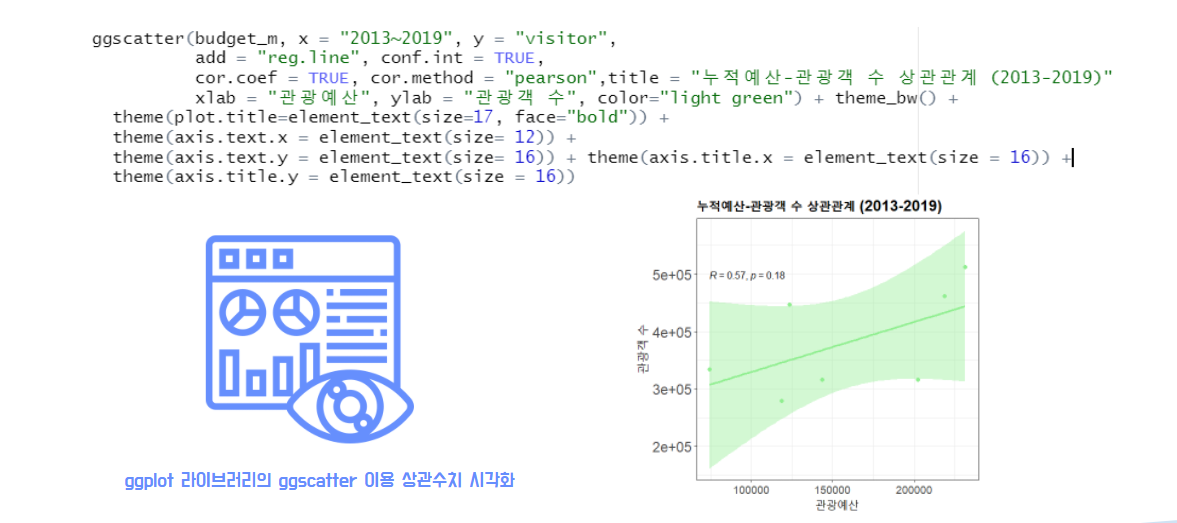 ggscatter(budget_m, x = "2013~2019", y = "visitor",
add = "reg.line", conf.int = TRUE,
cor.coef = TRUE, cor.method = "pearson",title = "누적예산-관광객 수 상관관계 (2013-2019)"
xlab = "관광예산", ylab = "관광객 수", color="light green") + theme_bw() +
theme(plot.title=element_text(size=17, face="bold")) +
theme(axis.text.x = element_text(size= 12)) +
theme(axis.text.y = element_text(size= 16)) + theme(axis.title.x = element_text(size = 16)) +
theme(axis.title.y = element_text(size = 16))
누적예산-관광객 수 상관관계 (2013-2019)
R = 0.57, p = 0.18
5e+05
4e+05
3e+05
2e+05
관광객 수
100000 150000 200000
관광예산
ggplot 라이브러리의 ggscatter 이용 상관수치 시각화